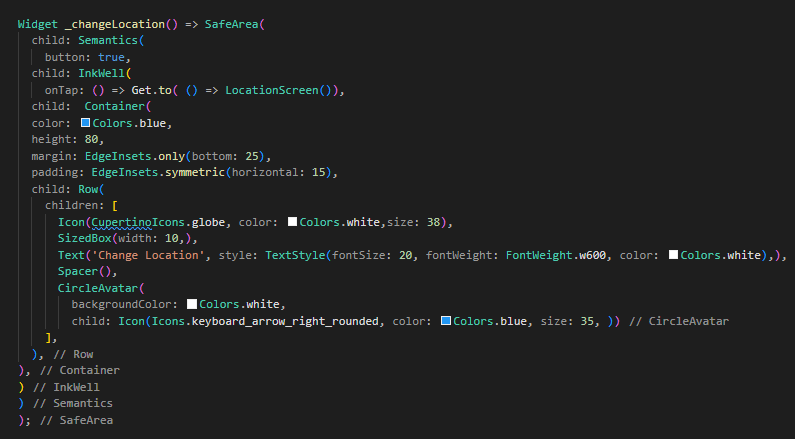 Widget _changeLocation() => SafeArea(
child: Semantics(
button: true,
child: InkWell(
onTap: () => Get.to( () => LocationScreen()),
child:  Container(
color: Colors.blue,
height: 80,
margin: EdgeInsets.only(bottom: 25),
padding: EdgeInsets.symmetric(horizontal: 15),
child: Row(
children: [
Icon(CupertinoIcons.globe, color: Colors.white,size: 38),
SizedBox(width: 10,),
Text('Change Location', style: TextStyle(fontSize: 20, fontWeight: FontWeight.w600, color: Colors.white),),
Spacer(),
CircleAvatar(
backgroundColor: Colors.white,
child: Icon(Icons.keyboard_arrow_right_rounded, color: Colors.blue, size: 35, )) // CircleAvatar
],
), // Row
), // Container
) // InkWell
) // Semantics
); // SafeArea